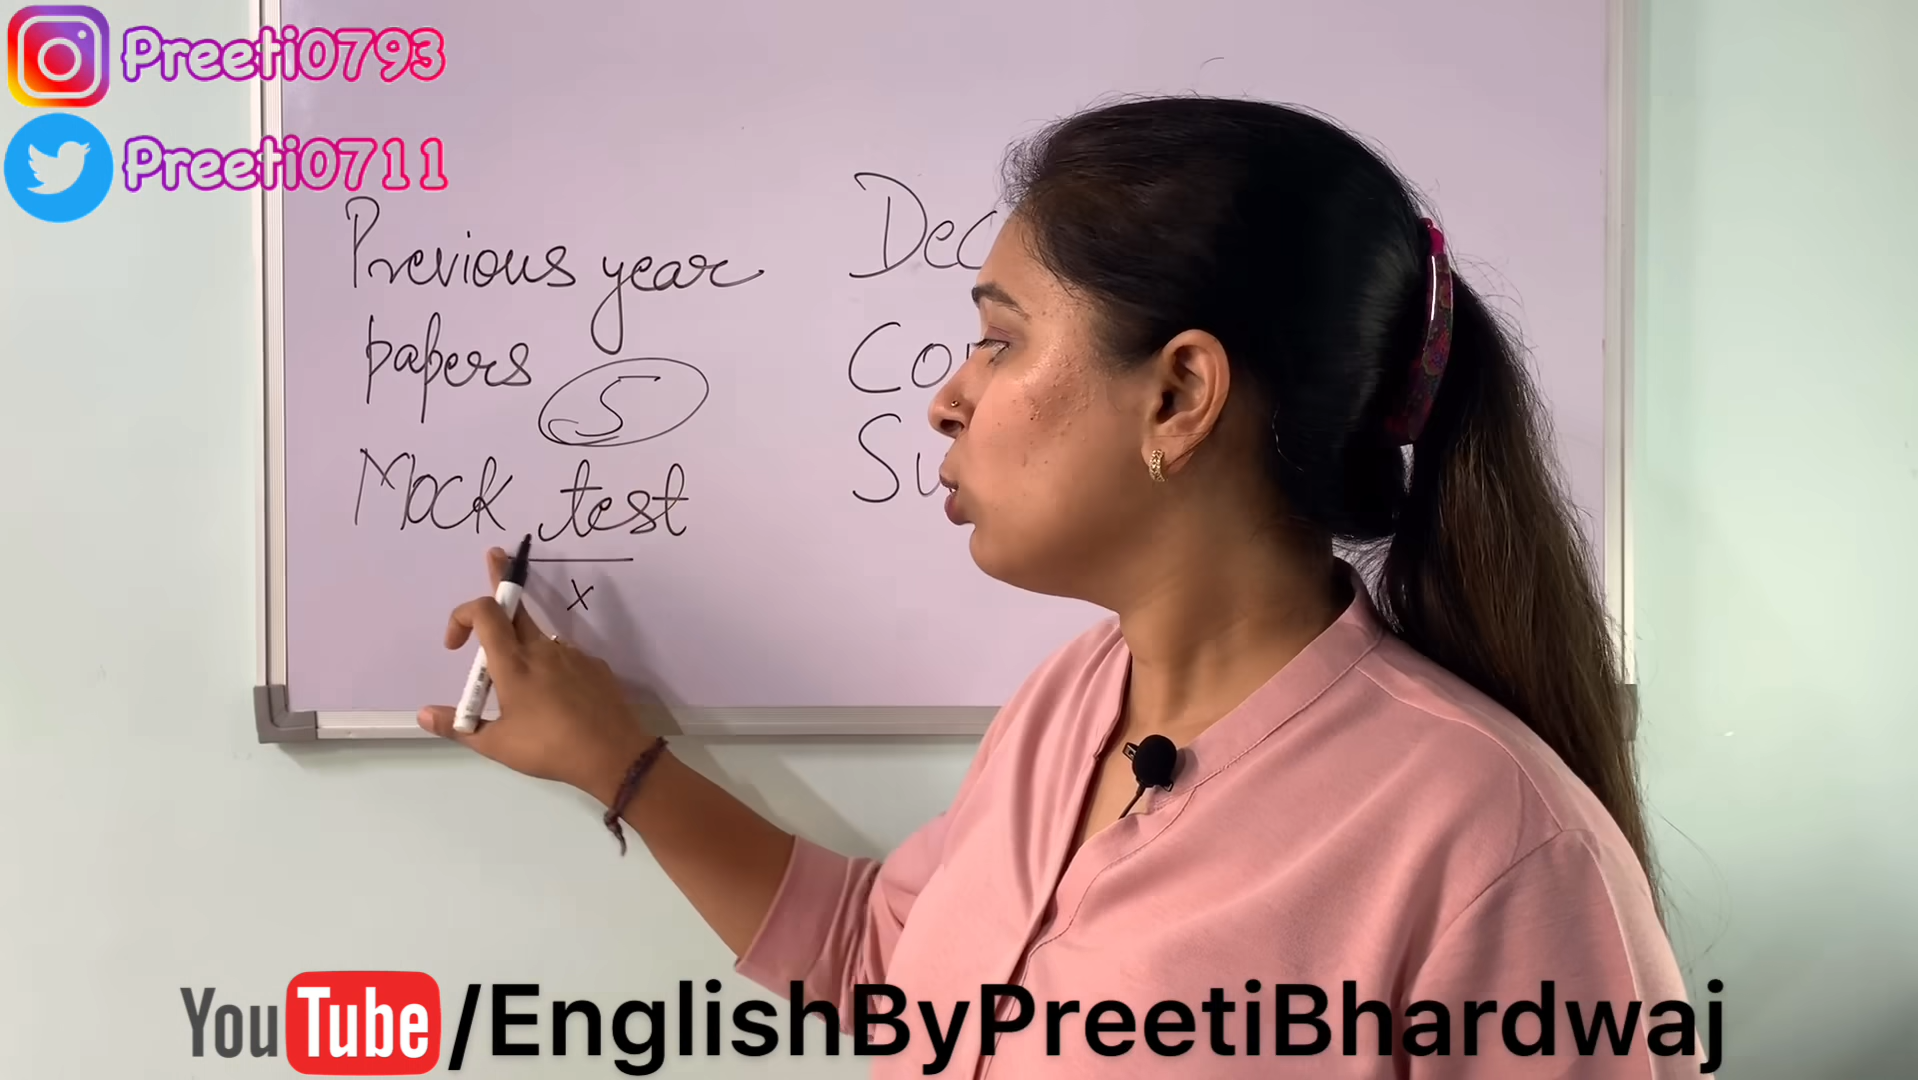 Preeti0793
Preeti0711
Previous year
papers
S
Mock test
x
Dec
Co
Su
YouTube/EnglishByPreetiBhardwaj